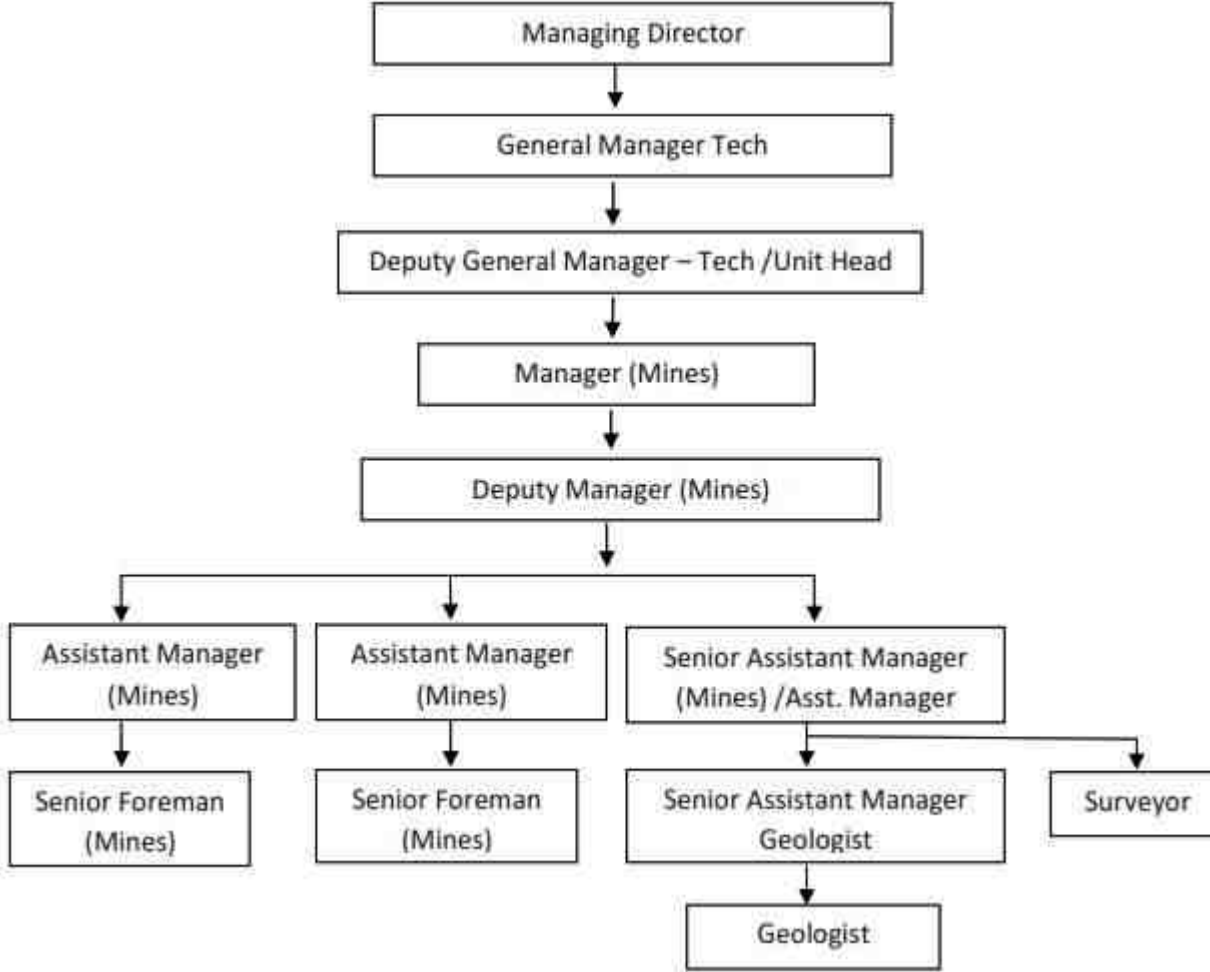 Managing Director
General Manager Tech
Deputy General Manager – Tech /Unit Head
Manager (Mines)
Deputy Manager (Mines)
Assistant Manager
(Mines)
Assistant Manager
(Mines)
Senior Assistant Manager
(Mines) /Asst. Manager
Senior Foreman
(Mines)
Senior Foreman
(Mines)
Senior Assistant Manager
Geologist
Surveyor
Geologist